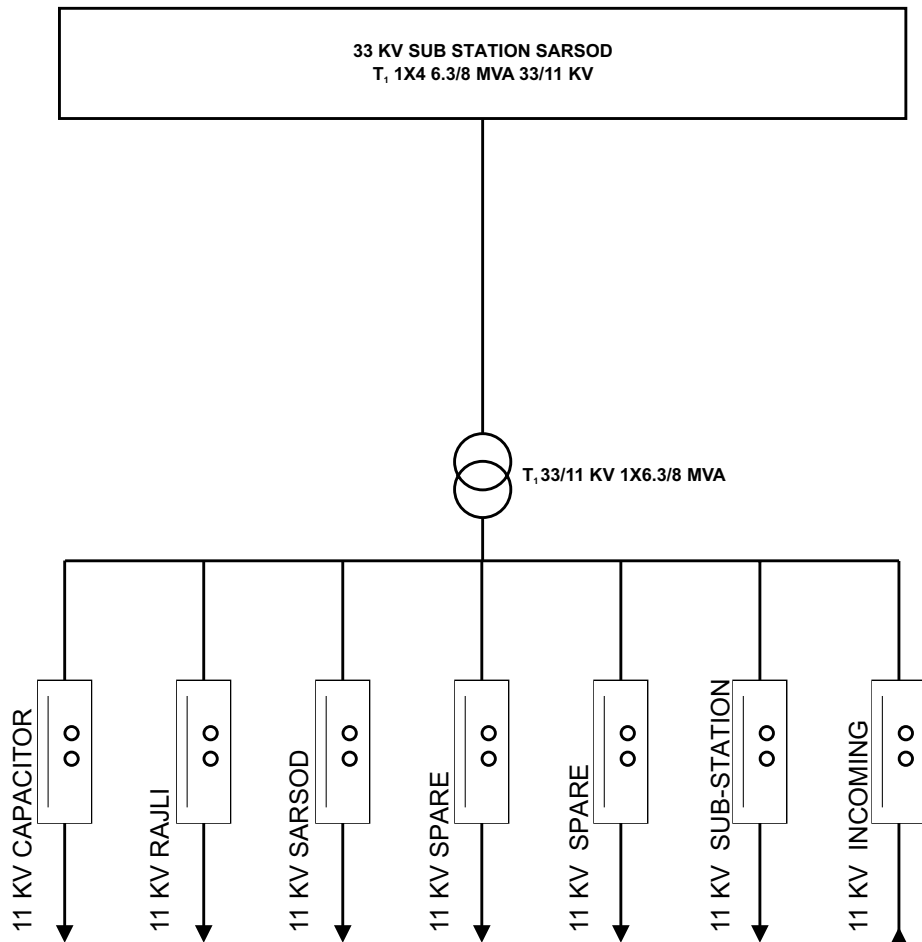 33 KV SUB STATION SARSOD
T₁ 1X4 6.3/8 MVA 33/11 KV
T₁ 33/11 KV 1X6.3/8 MVA
11 KV CAPACITOR
11 KV RAJLI
11 KV SARSOD
11 KV SPARE
11 KV SPARE
11 KV SUB-STATION
11 KV INCOMING